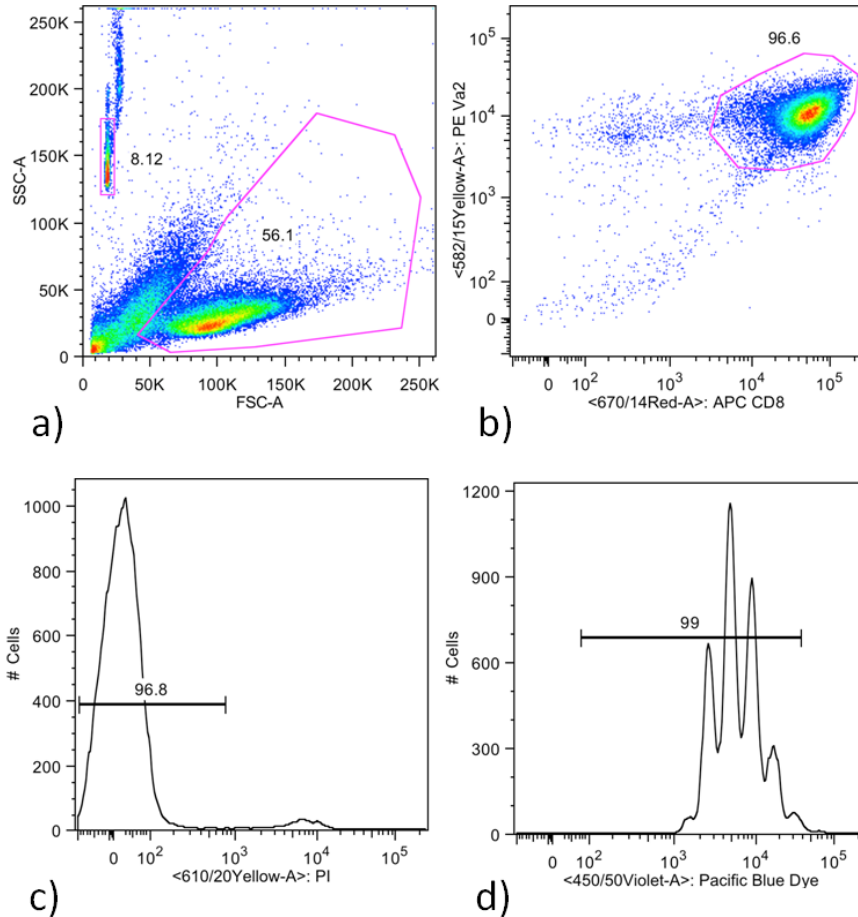 250K
200K
150K
100K
50K
0
SSC-A
8.12
56.1
0 50K 100K 150K 200K 250K
FSC-A
a)
96.6
10^5
10^4
10^3
10^2
0
<582/15Yellow-A>: PE Va2
0 10^2 10^3 10^4 10^5
<670/14Red-A>: APC CD8
b)
1000
800
600
400
200
0
# Cells
96.8
0 10^2 10^3 10^4 10^5
<610/20Yellow-A>: PI
c)
1200
900
600
300
0
# Cells
99
0 10^2 10^3 10^4 10^5
<450/50Violet-A>: Pacific Blue Dye
d)